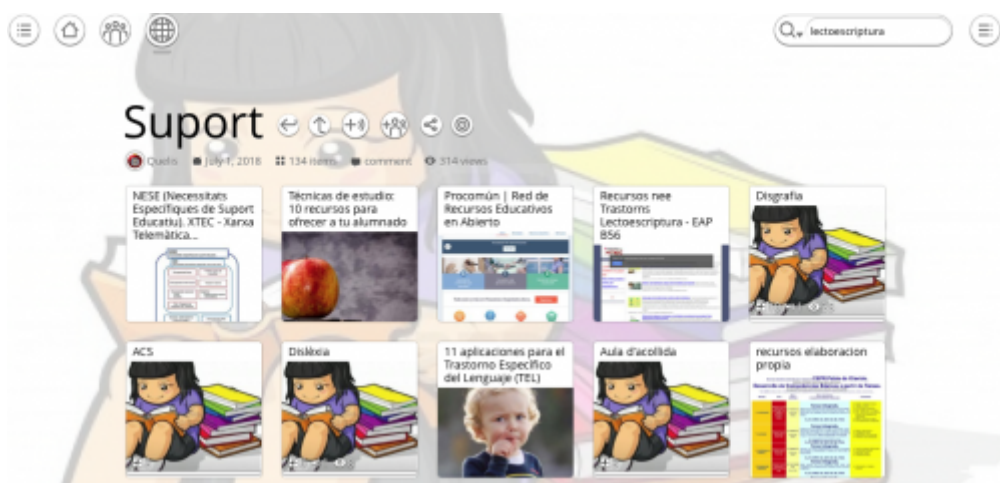 lectoescriptura
Suport
Quelis July 1, 2018 134 items comment 314 views
NESE (Necessitats
Específiques de Suport
Educatiu). XTEC - Xarxa
Telemàtica...
Técnicas de estudio:
10 recursos para
ofrecer a tu alumnado
Procomún | Red de
Recursos Educativos
en Abierto
Recursos nee
Trastorns
Lectoescriptura - EAP
B56
Disgrafia
ACS
Dislèxia
11 aplicaciones para el
Trastorno Específico
del Lenguaje (TEL)
Aula d'acollida
recursos elaboracion
propia